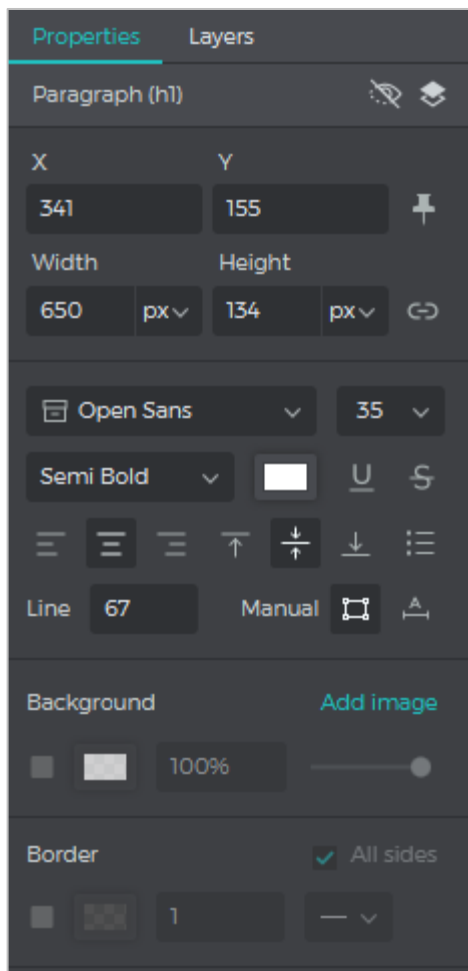 Properties Layers
Paragraph (h1)
X Y
341 155
Width Height
650 px 134 px
Open Sans 35
Semi Bold U S
Line 67 Manual A
Background Add image
100%
Border All sides
1